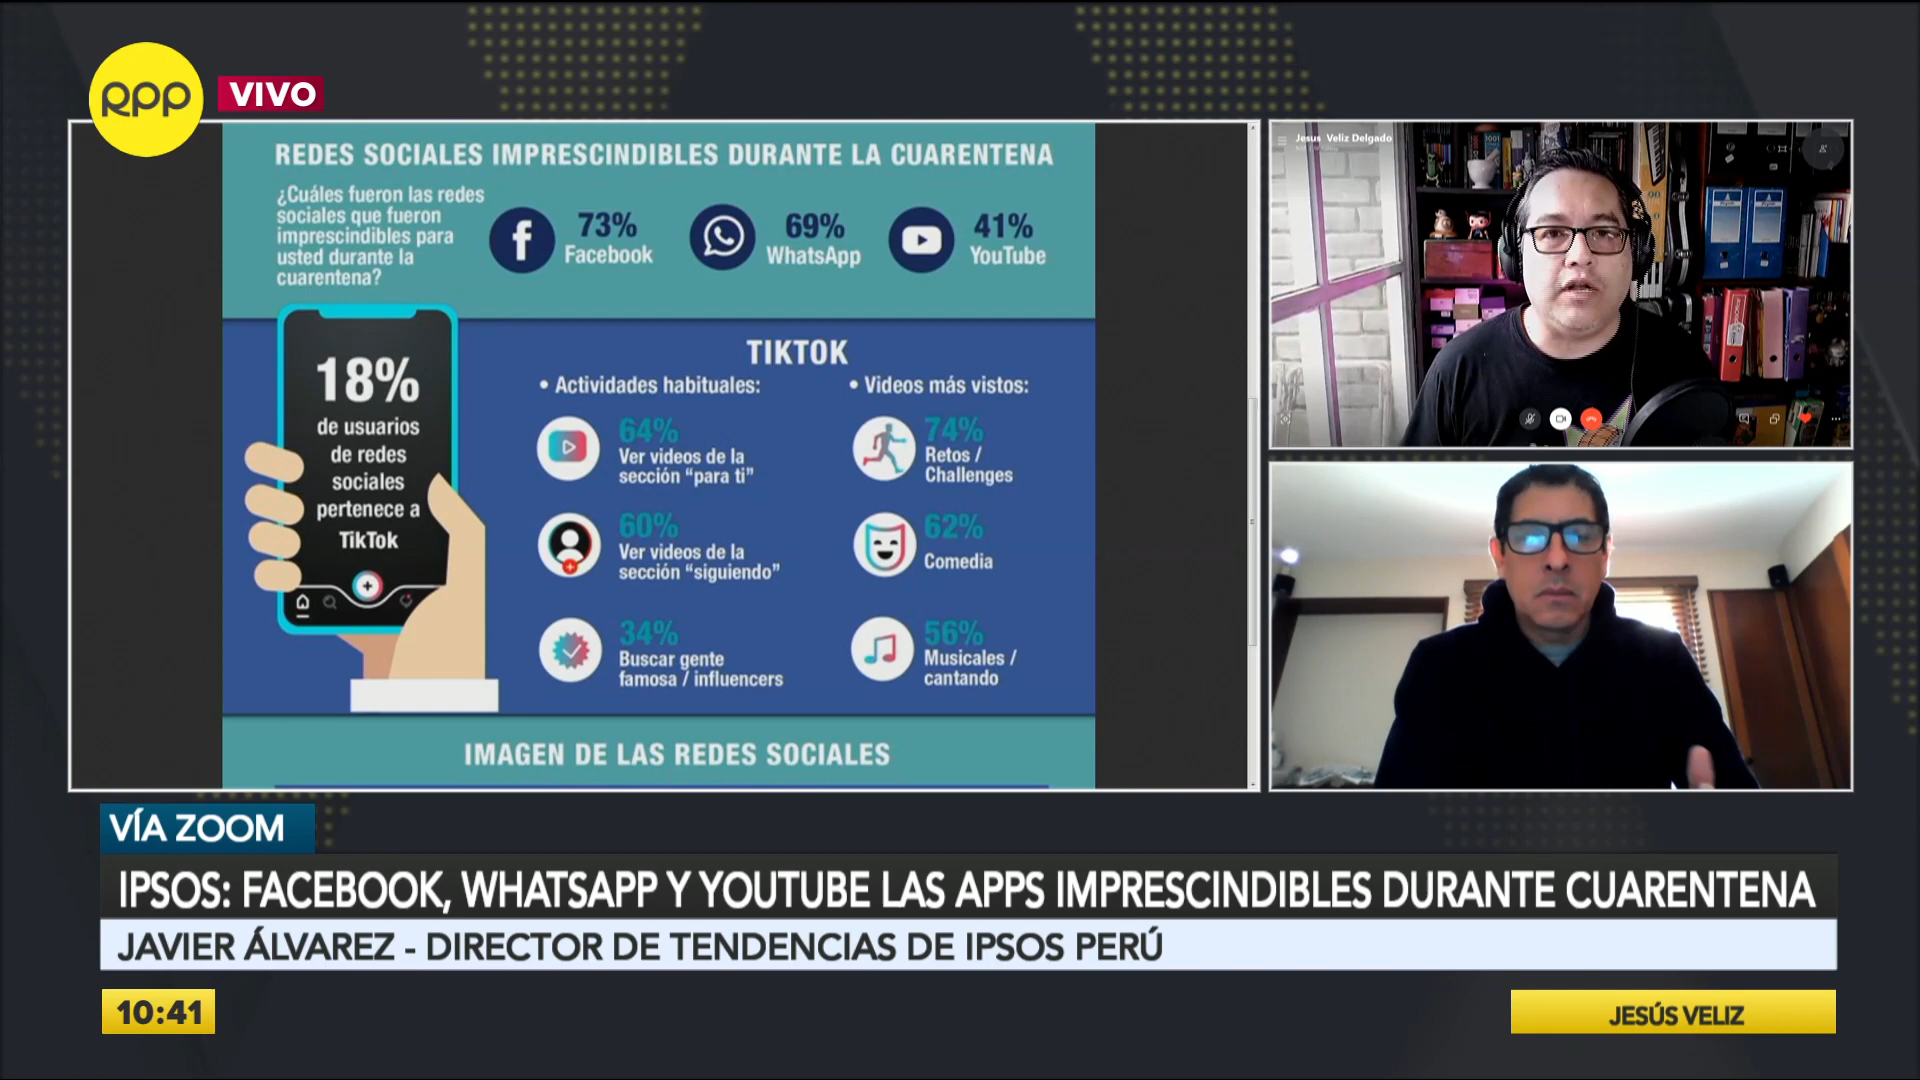 RPP
VIVO
REDES SOCIALES IMPRESCINDIBLES DURANTE LA CUARENTENA
¿Cuáles fueron las redes
sociales que fueron
imprescindibles para
usted durante la
cuarentena?
73%
Facebook
69%
WhatsApp
41%
YouTube
18%
de usuarios
de redes
sociales
pertenece a
TikTok
TIKTOK
• Actividades habituales:
64%
Ver videos de la
sección “para ti”
60%
Ver videos de la
sección “siguiendo”
34%
Buscar gente
famosa / influencers
• Videos más vistos:
74%
Retos /
Challenges
62%
Comedia
56%
Musicales /
cantando
IMAGEN DE LAS REDES SOCIALES
Jesus Veliz Delgado
VÍA ZOOM
IPSOS: FACEBOOK, WHATSAPP Y YOUTUBE LAS APPS IMPRESCINDIBLES DURANTE CUARENTENA
JAVIER ÁLVAREZ - DIRECTOR DE TENDENCIAS DE IPSOS PERÚ
10:41
JESÚS VELIZ